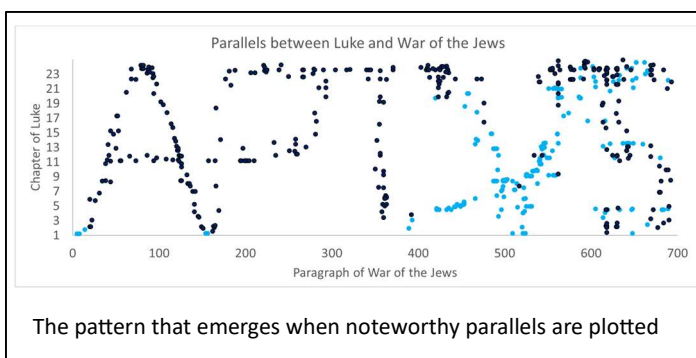 Parallels between Luke and War of the Jews
Chapter of Luke
23
21
19
17
15
13
11
9
7
5
3
1
0 100 200 300 400 500 600 700
Paragraph of War of the Jews
The pattern that emerges when noteworthy parallels are plotted